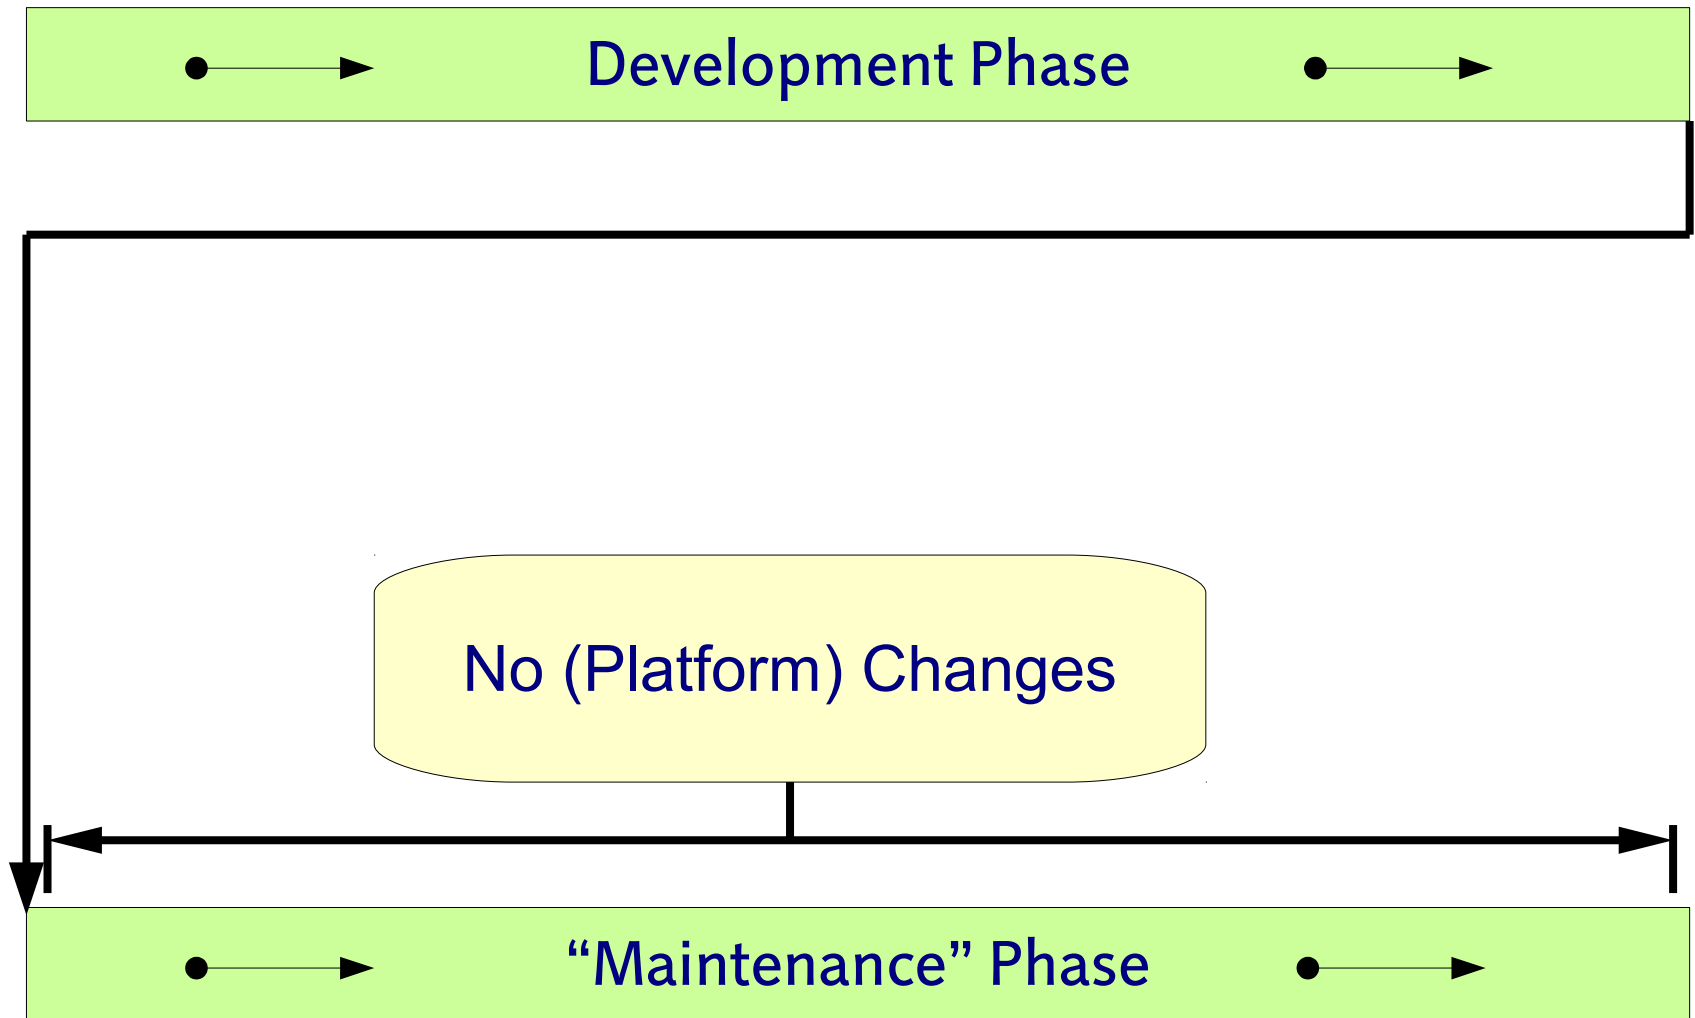 Development Phase
No (Platform) Changes
“Maintenance” Phase